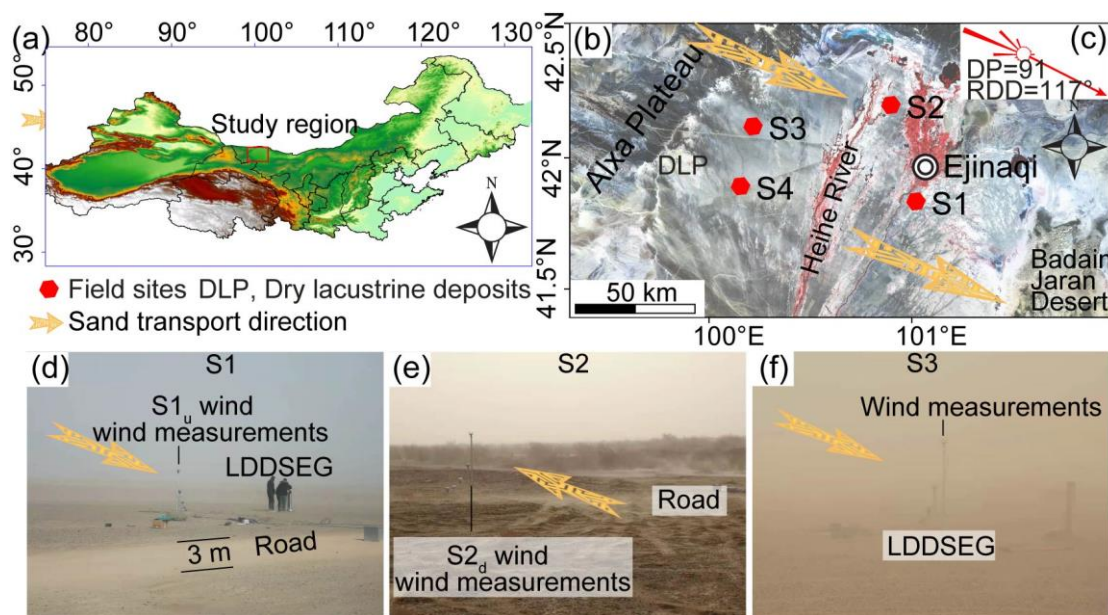 (a)
80°
90°
100°
110°
120°
130°
50°
40°
30°
Study region
N
Field sites DLP, Dry lacustrine deposits
Sand transport direction
(b)
42.5°N
42°N
41.5°N
Alxa Plateau
DLP
S3
S4
S2
Ejinaqi
S1
Heihe River
Badain
Jaran
Desert
50 km
100°E
101°E
(c)
DP=91
RDD=117°
N
(d)
S1
S1u wind
wind measurements
LDDSEG
3 m
Road
(e)
S2
Road
S2d wind
wind measurements
(f)
S3
Wind measurements
LDDSEG